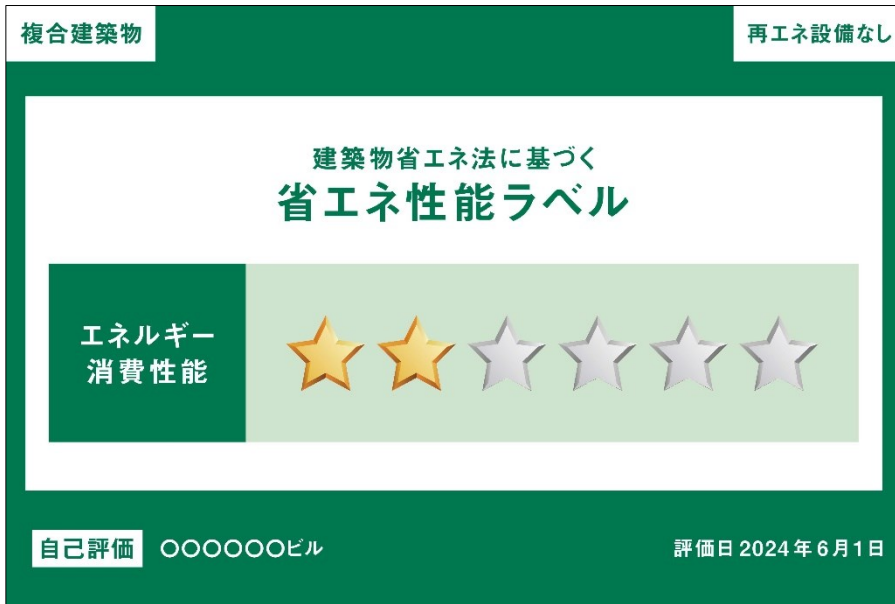 複合建築物
再エネ設備なし
建築物省エネ法に基づく
省エネ性能ラベル
エネルギー
消費性能
自己評価 〇〇〇〇〇〇ビル
評価日 2024年6月1日